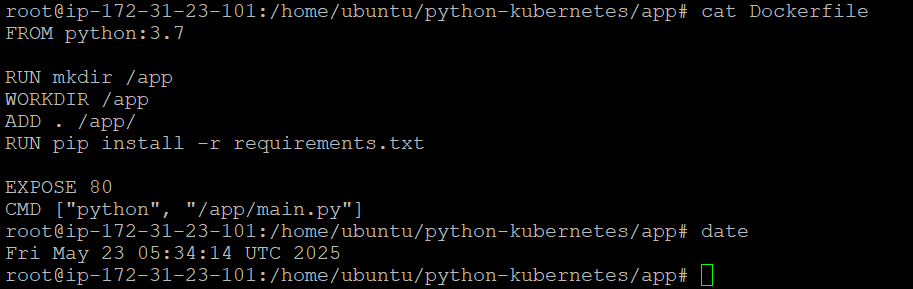 root@ip-172-31-23-101:/home/ubuntu/python-kubernetes/app# cat Dockerfile
FROM python:3.7
RUN mkdir /app
WORKDIR /app
ADD . /app/
RUN pip install -r requirements.txt
EXPOSE 80
CMD ["python", "/app/main.py"]
root@ip-172-31-23-101:/home/ubuntu/python-kubernetes/app# date
Fri May 23 05:34:14 UTC 2025
root@ip-172-31-23-101:/home/ubuntu/python-kubernetes/app#